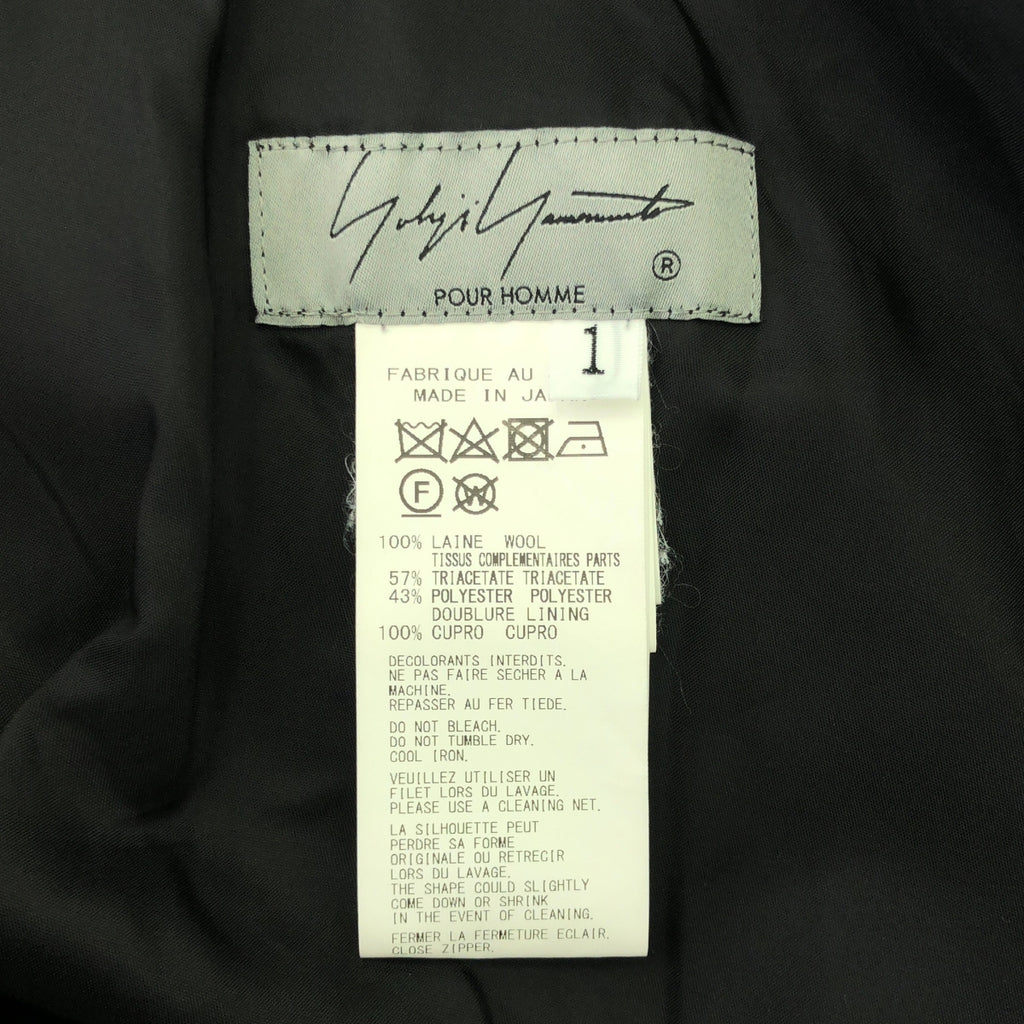 Yohji Yamamoto
®
POUR HOMME
1
FABRIQUE AU
MADE IN
F
W
100% LAINE WOOL
TISSUS COMPLEMENTAIRES PARTS
57% TRIACETATE TRIACETATE
43% POLYESTER POLYESTER
DOUBLURE LINING
100% CUPRO CUPRO
DECOLORANTS INTERDITS.
NE PAS FAIRE SECHER A LA
MACHINE.
REPASSER AU FER TIEDE.
DO NOT BLEACH.
DO NOT TUMBLE DRY.
COOL IRON.
VEUILLEZ UTILISER UN
FILET LORS DU LAVAGE.
PLEASE USE A CLEANING NET.
LA SILHOUETTE PEUT
PERDRE SA FORME
ORIGINALE OU RETRECIR
LORS DU LAVAGE.
THE SHAPE COULD SLIGHTLY
COME DOWN OR SHRINK
IN THE EVENT OF CLEANING.
FERMER LA FERMETURE ECLAIR.
CLOSE ZIPPER.